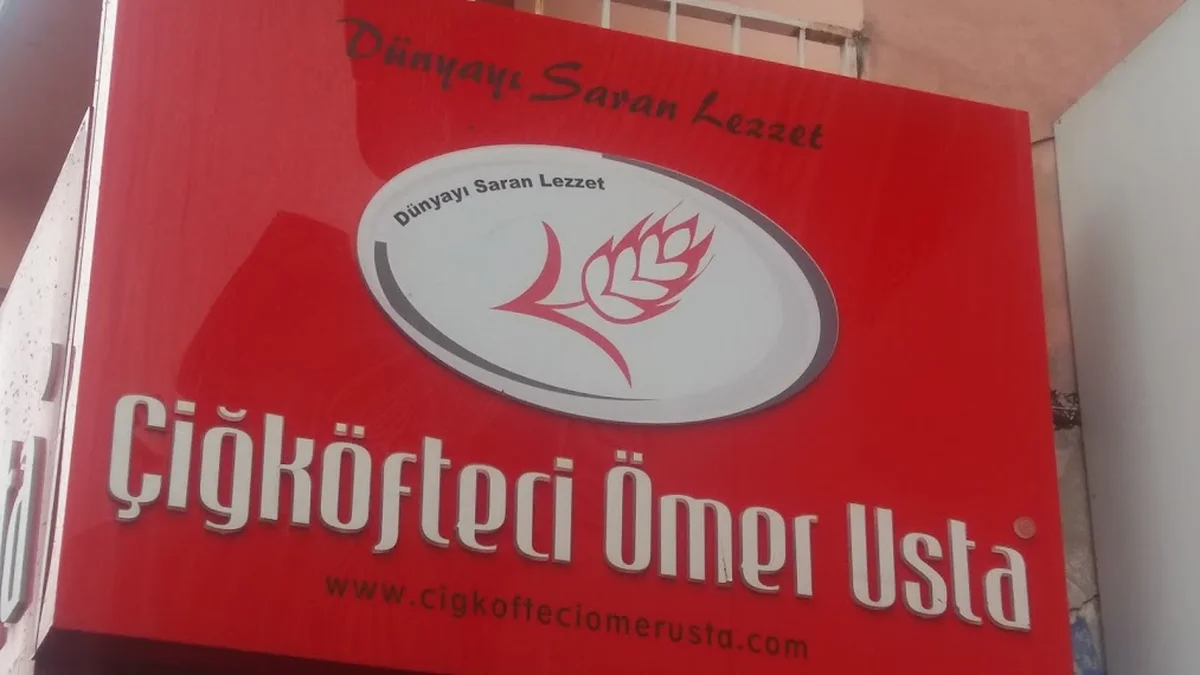 Dünyayı Saran Lezzet
Dünyayı Saran Lezzet
Çiğköfteci Ömer Usta
www.cigkofteciomerusta.com